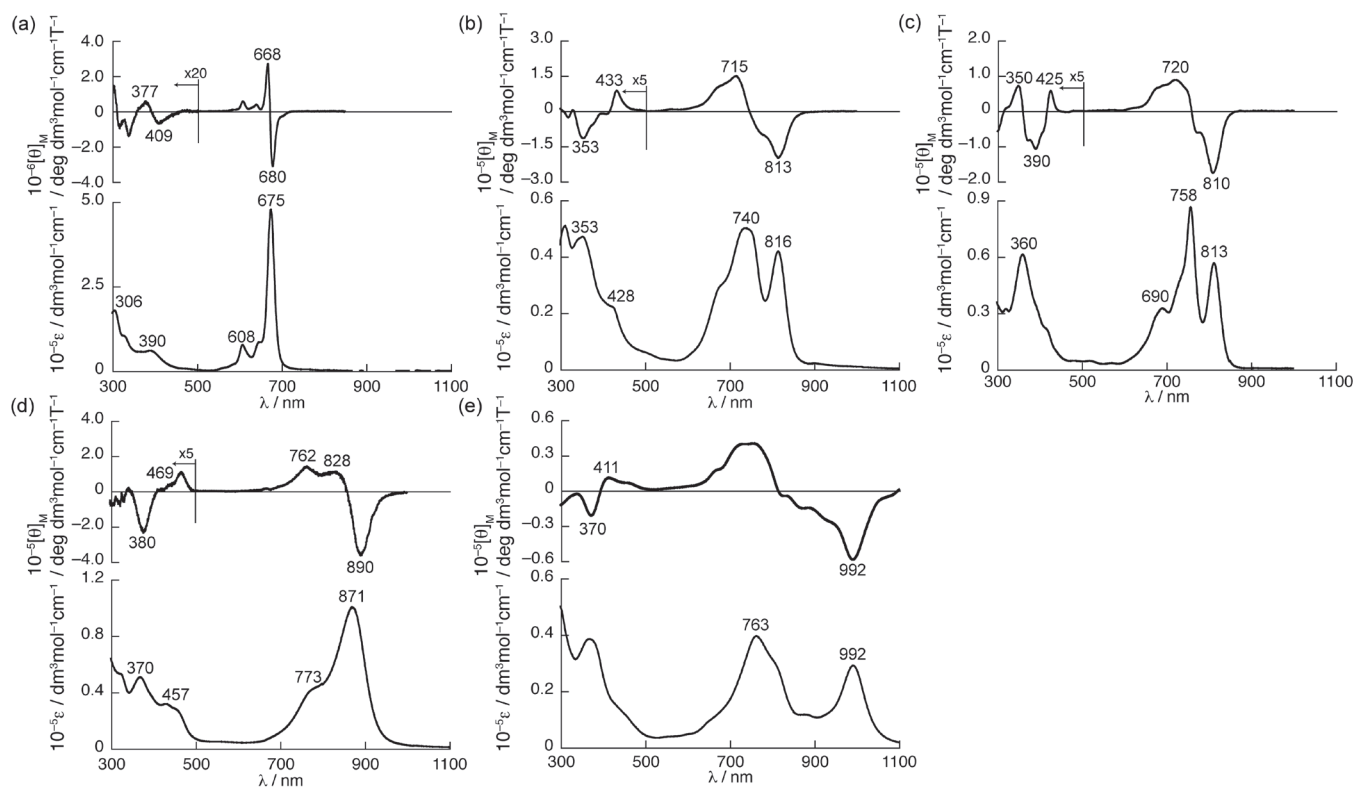 (a)
10⁻⁶[θ]M / deg dm³mol⁻¹cm⁻¹T⁻¹
4.0
2.0
0
−2.0
−4.0
x20
377
409
668
680
10⁻⁵ε / dm³mol⁻¹cm⁻¹
5.0
2.5
0
306
390
608
675
300 500 700 900 1100
λ / nm
(b)
10⁻⁵[θ]M / deg dm³mol⁻¹cm⁻¹T⁻¹
3.0
1.5
0
−1.5
−3.0
433
x5
353
715
813
10⁻⁵ε / dm³mol⁻¹cm⁻¹
0.6
0.4
0.2
0
353
428
740
816
300 500 700 900 1100
λ / nm
(c)
10⁻⁵[θ]M / deg dm³mol⁻¹cm⁻¹T⁻¹
2.0
1.0
0
−1.0
−2.0
350
425
x5
390
720
810
10⁻⁵ε / dm³mol⁻¹cm⁻¹
0.9
0.6
0.3
0
360
690
758
813
300 500 700 900 1100
λ / nm
(d)
10⁻⁵[θ]M / deg dm³mol⁻¹cm⁻¹T⁻¹
4.0
2.0
0
−2.0
−4.0
469
x5
380
762
828
890
10⁻⁵ε / dm³mol⁻¹cm⁻¹
1.2
0.8
0.4
0
370
457
773
871
300 500 700 900 1100
λ / nm
(e)
10⁻⁵[θ]M / deg dm³mol⁻¹cm⁻¹T⁻¹
0.6
0.3
0
−0.3
−0.6
411
370
992
10⁻⁵ε / dm³mol⁻¹cm⁻¹
0.6
0.4
0.2
0
763
992
300 500 700 900 1100
λ / nm